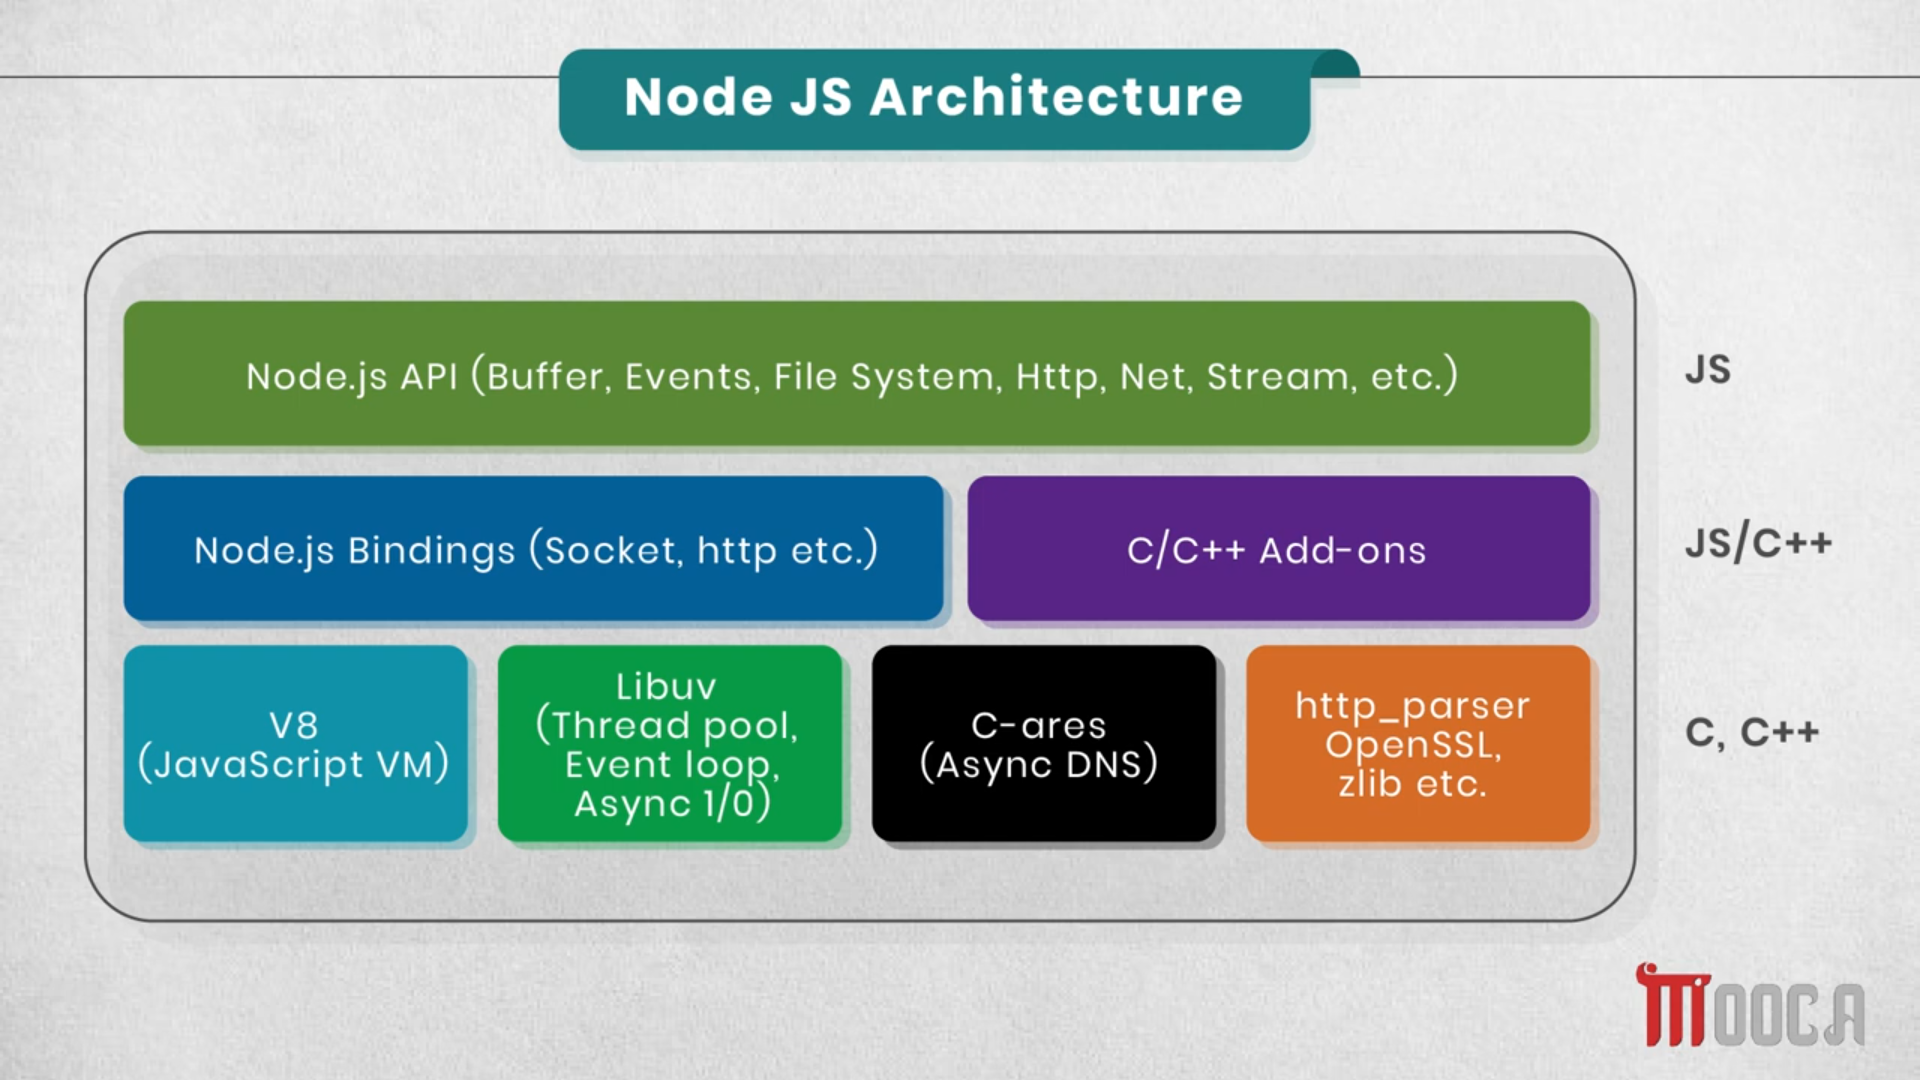 Node JS Architecture
Node.js API (Buffer, Events, File System, Http, Net, Stream, etc.)
JS
Node.js Bindings (Socket, http etc.)
C/C++ Add-ons
JS/C++
V8
(JavaScript VM)
Libuv
(Thread pool,
Event loop,
Async 1/0)
C-ares
(Async DNS)
http_parser
OpenSSL,
zlib etc.
C, C++
MOOCA